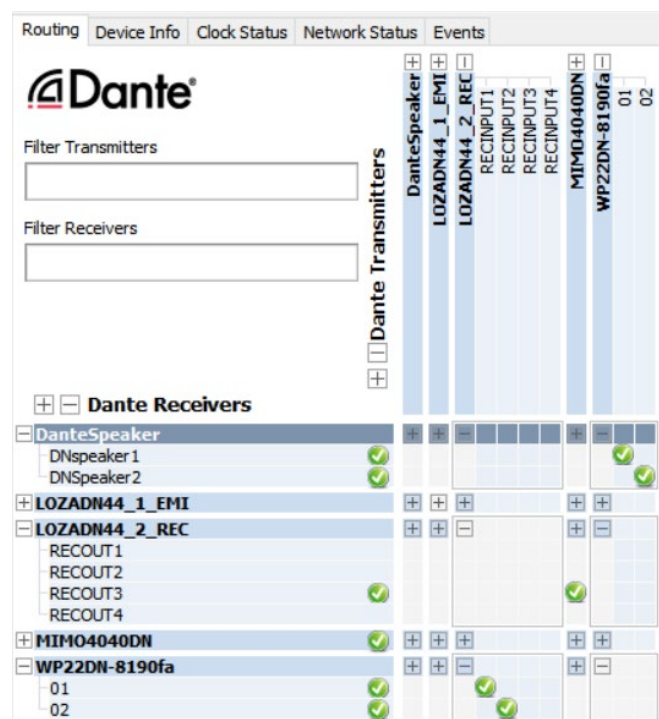 Routing Device Info Clock Status Network Status Events
Dante®
Filter Transmitters
Filter Receivers
Dante Transmitters
DanteSpeaker
LOZADN44_1_EMI
LOZADN44_2_REC
RECINPUT1
RECINPUT2
RECINPUT3
RECINPUT4
MIMO4040DN
WP22DN-8190fa
01
02
Dante Receivers
DanteSpeaker
DNspeaker1
DNSpeaker2
LOZADN44_1_EMI
LOZADN44_2_REC
RECOUT1
RECOUT2
RECOUT3
RECOUT4
MIMO4040DN
WP22DN-8190fa
01
02